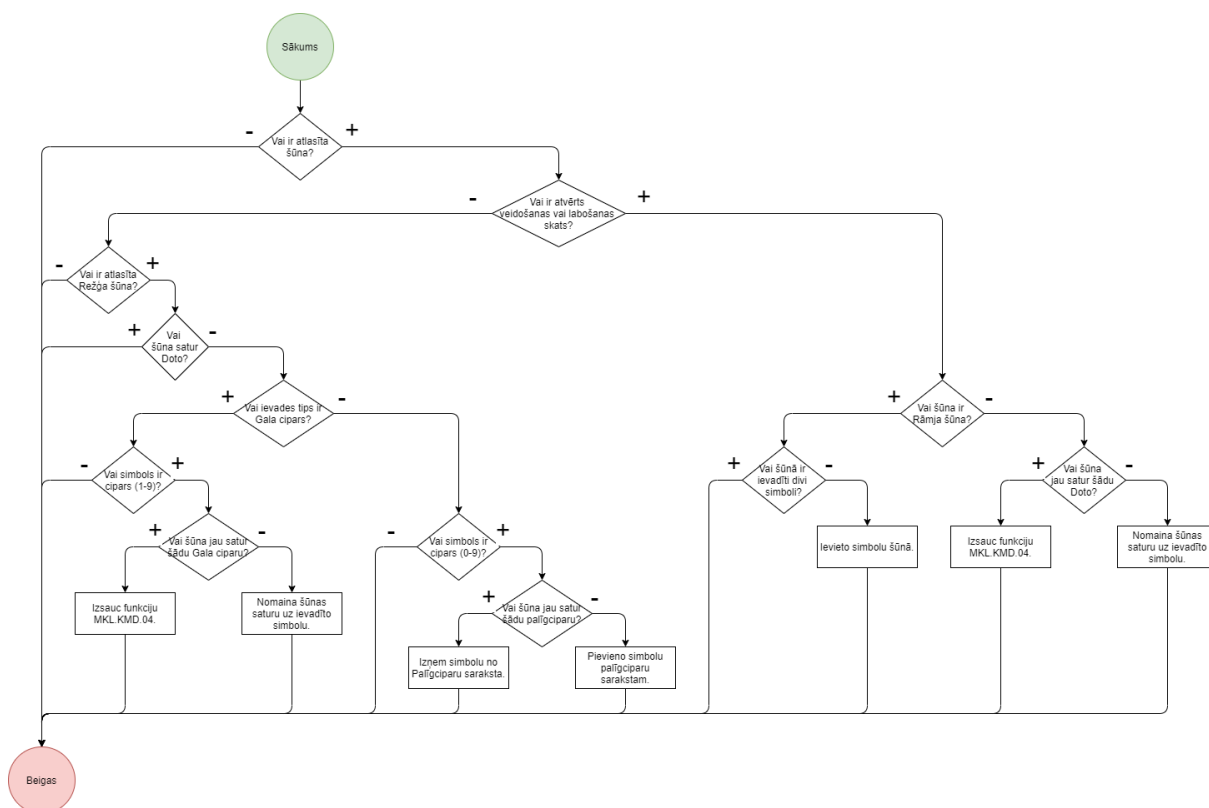 Sākums
-
+
Vai ir atlasīta
šūna?
-
+
Vai ir atvērts
veidošanas vai labošanas
skats?
-
+
Vai ir atlasīta
Režģa šūna?
+
-
Vai
šūna satur
Doto?
+
-
Vai ievades tips ir
Gala cipars?
+
-
Vai šūna ir
Rāmja šūna?
-
+
Vai simbols ir
cipars (1-9)?
+
-
Vai šūnā ir
ievadīti divi
simboli?
+
-
Vai šūna
jau satur šādu
Doto?
+
-
Vai šūna jau satur
šādu Gala ciparu?
-
+
Vai simbols ir
cipars (0-9)?
Ievieto simbolu šūnā.
Izsauc funkciju
MKL.KMD.04.
Nomaina šūnas
saturu uz ievadīto
simbolu.
Izsauc funkciju
MKL.KMD.04.
Nomaina šūnas
saturu uz ievadīto
simbolu.
+
-
Vai šūna jau satur
šādu palīgciparu?
Izņem simbolu no
Palīgciparu saraksta.
Pievieno simbolu
palīgciparu
sarakstam.
Beigas